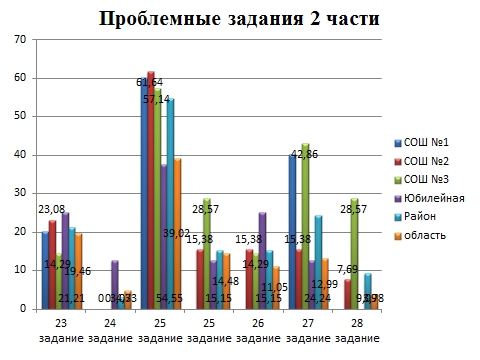 Проблемные задания 2 части
70
60
50
40
30
20
10
0
23,08
14,29
21,21
19,46
61,64
57,14
54,55
39,02
15,38
28,57
15,15
14,48
15,38
14,29
15,15
11,05
15,38
42,86
24,24
12,99
7,69
28,57
23
задание
24
задание
25
задание
25
задание
26
задание
27
задание
28
задание
СОШ №1
СОШ №2
СОШ №3
Юбилейная
Район
область